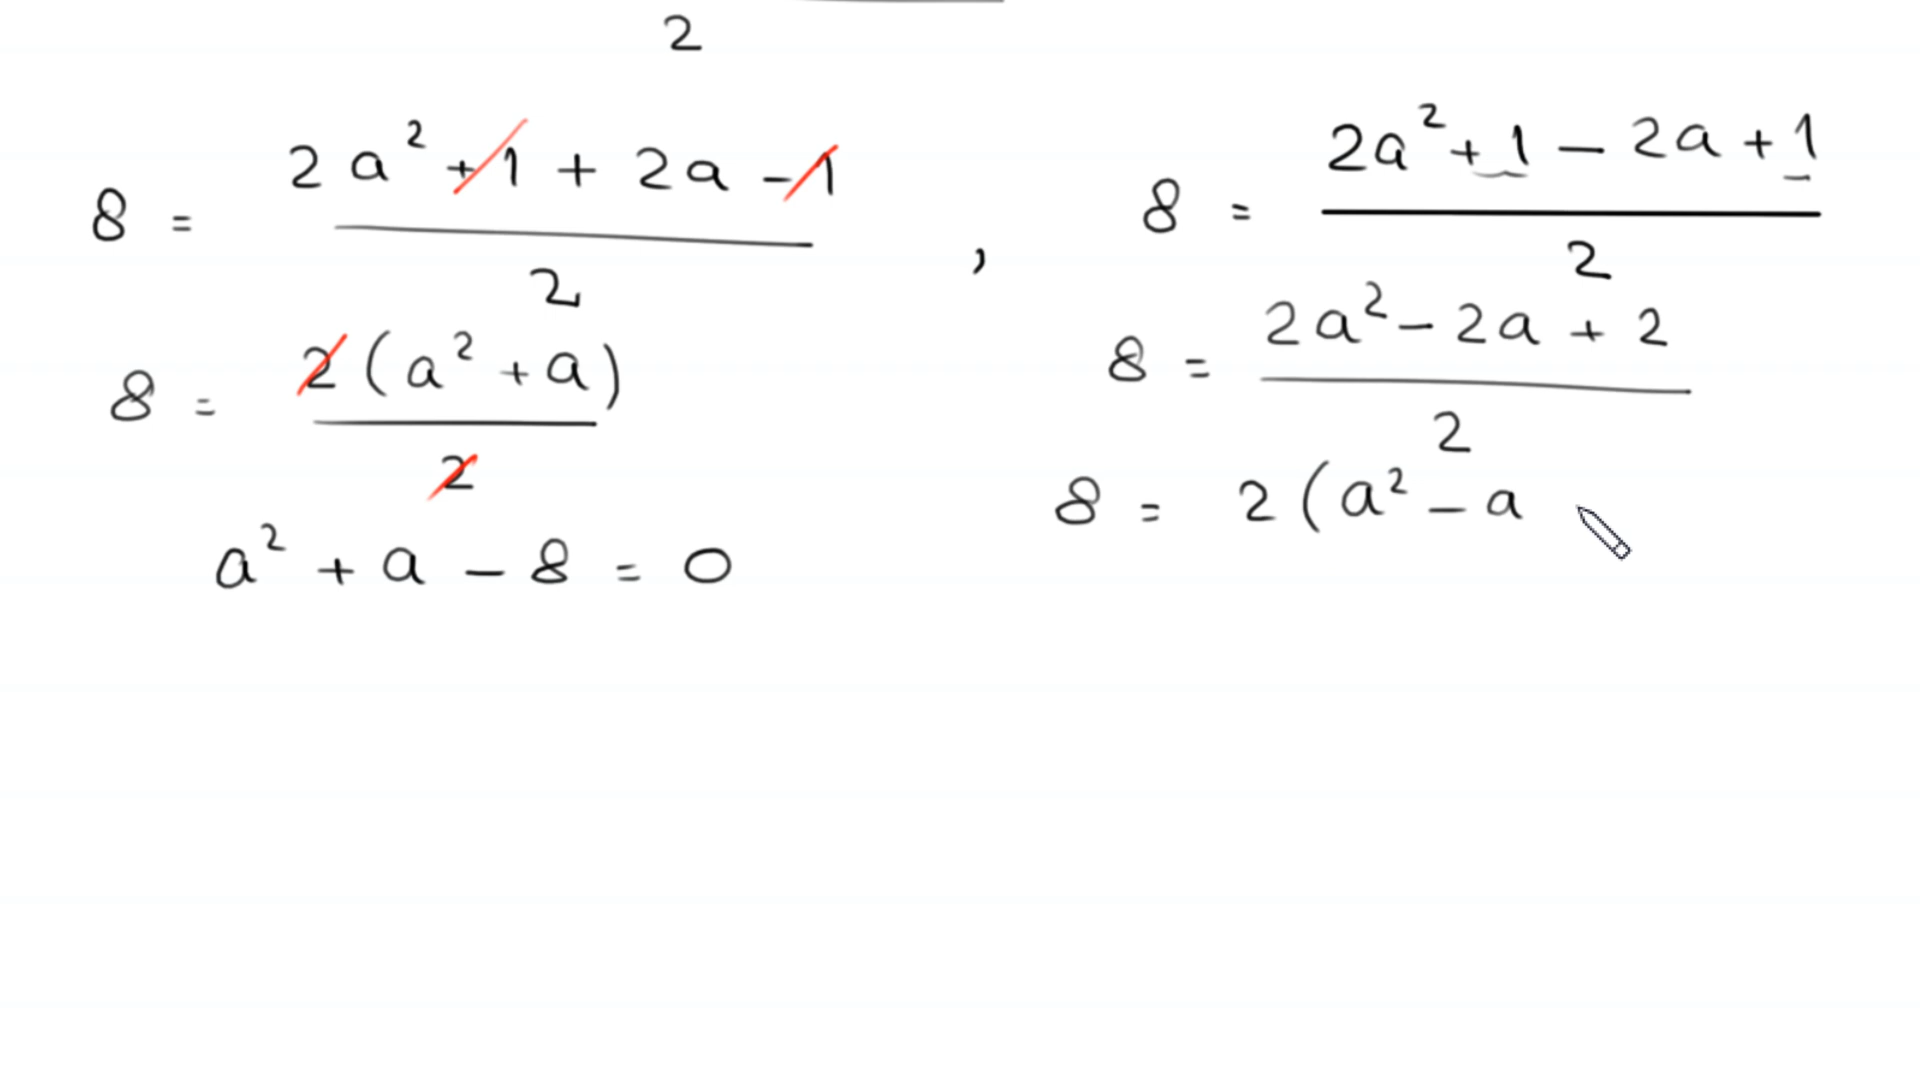 2
8 = (2a² + 1 + 2a - 1) / 2 , 8 = (2a² + 1 - 2a + 1) / 2
8 = 2(a² + a) / 2
8 = (2a² - 2a + 2) / 2
a² + a - 8 = 0
8 = 2(a² - a